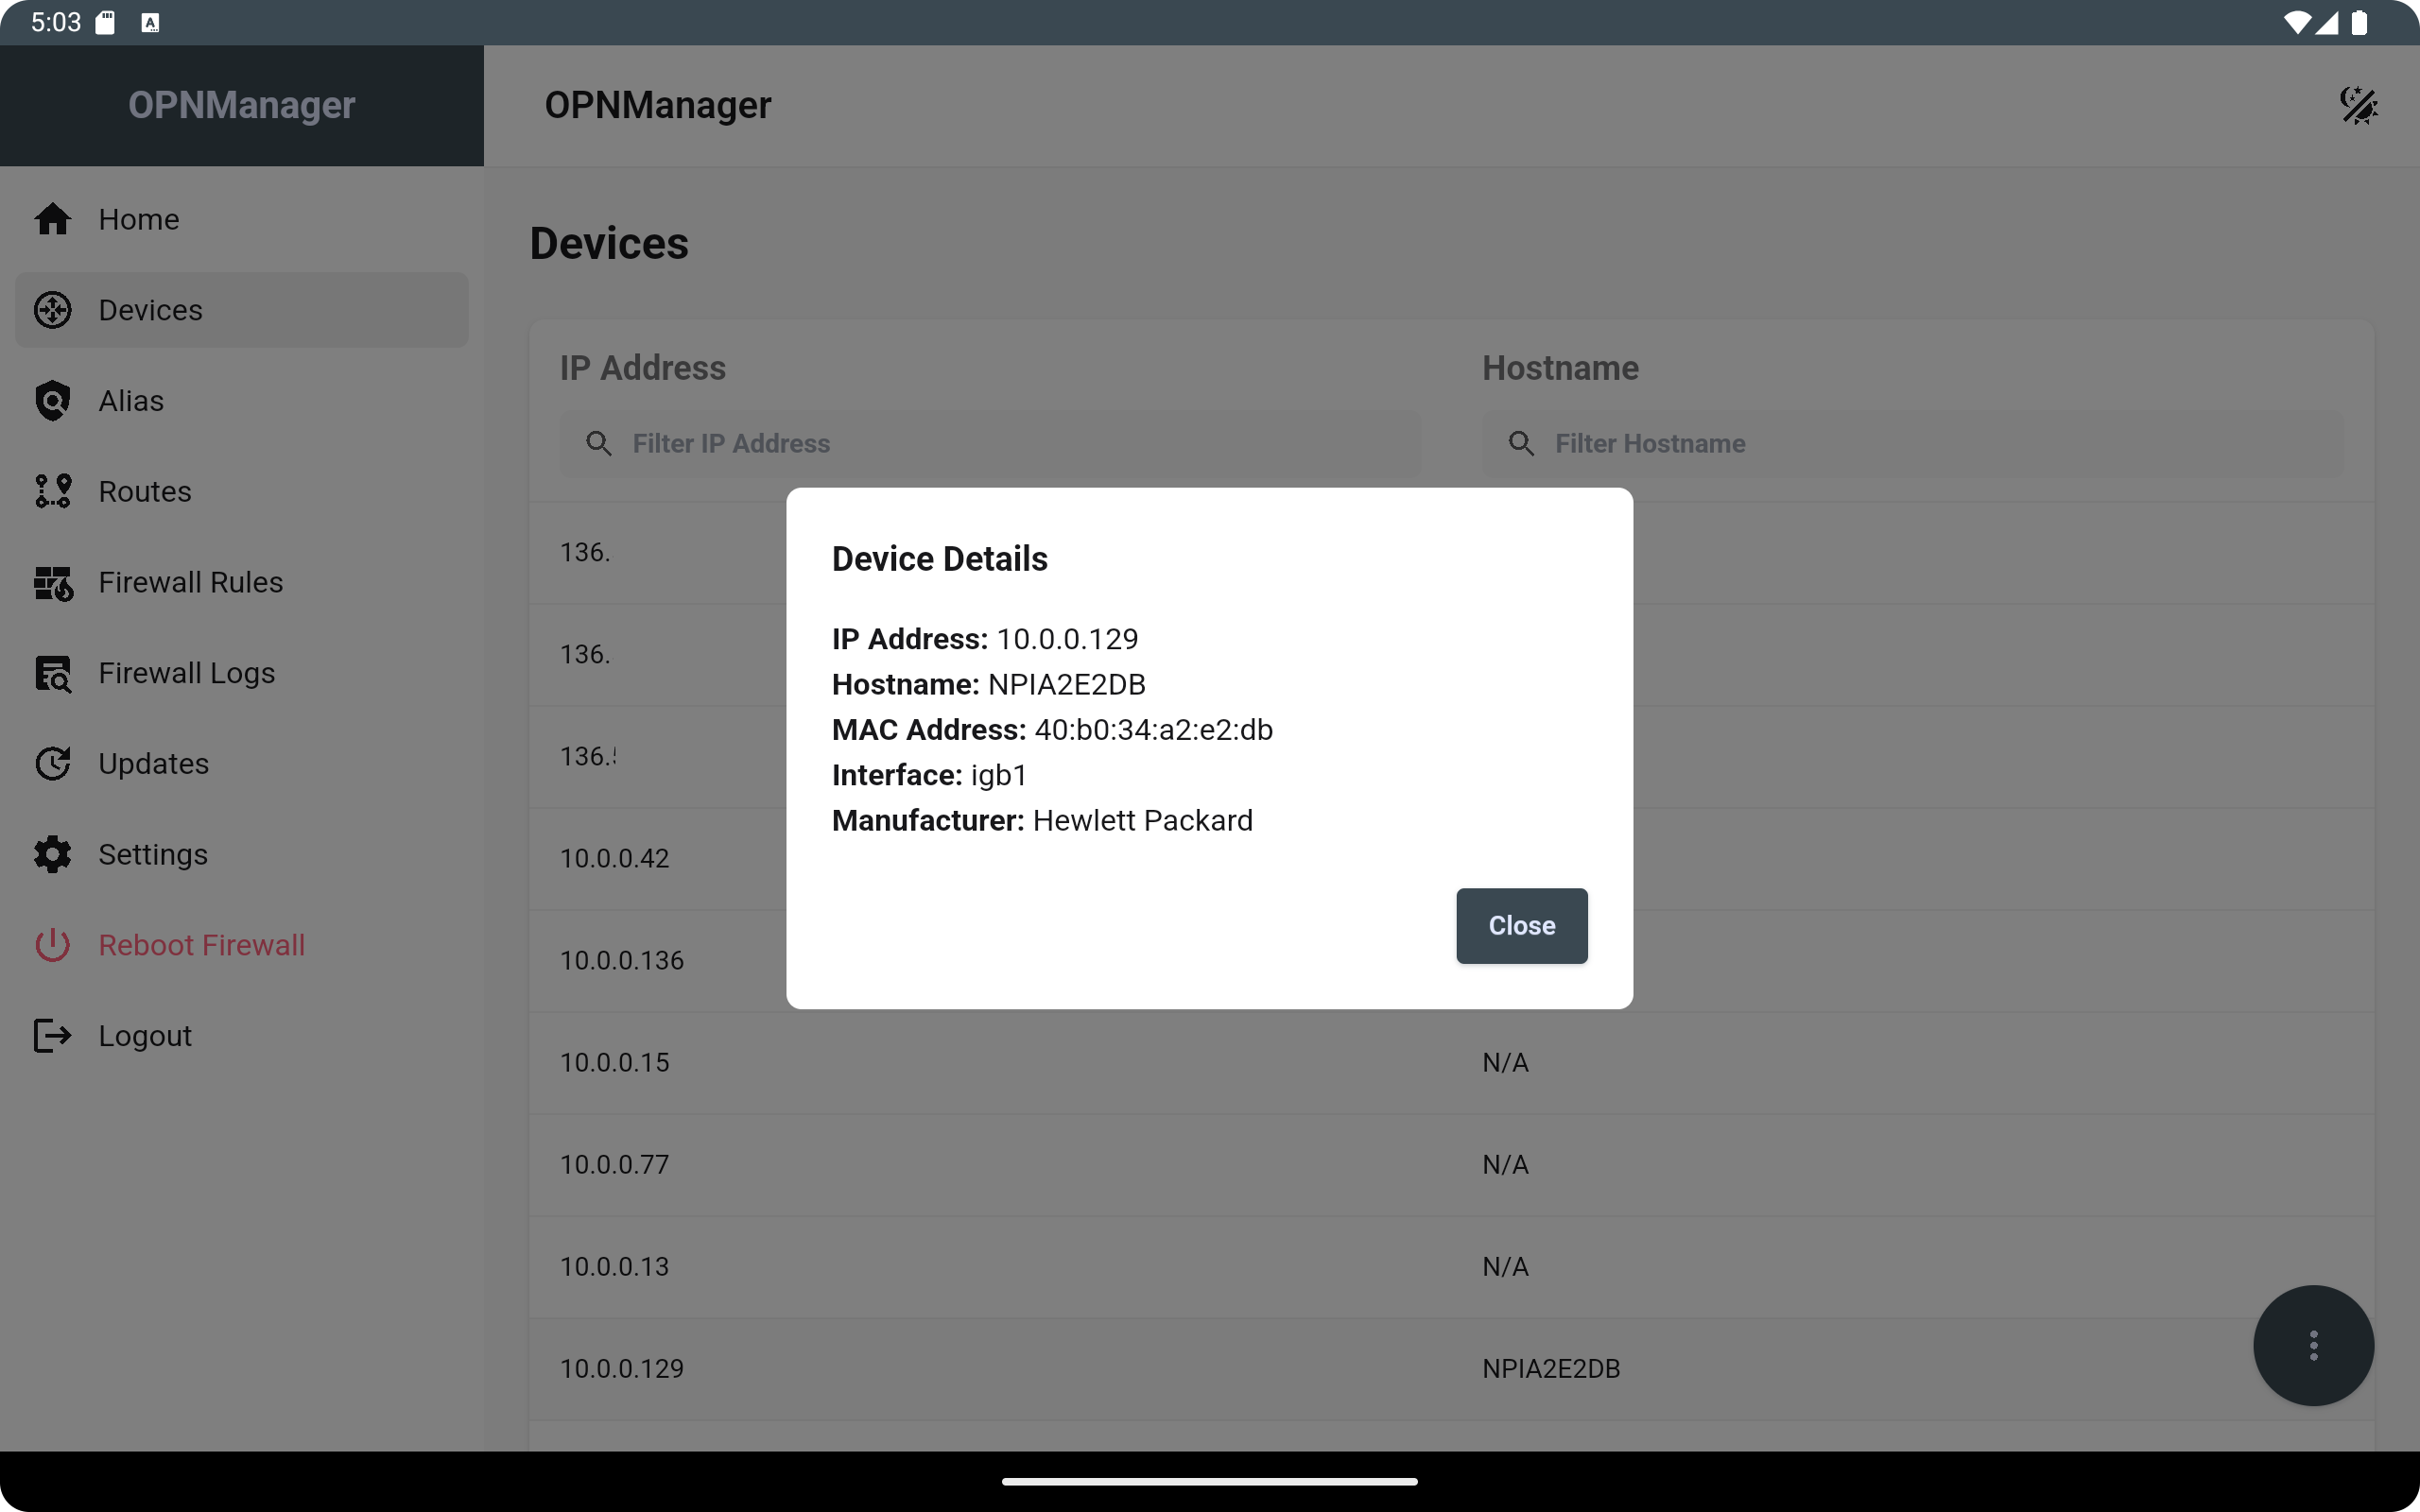 5:03
OPNManager
OPNManager
Home
Devices
Alias
Routes
Firewall Rules
Firewall Logs
Updates
Settings
Reboot Firewall
Logout
Devices
IP Address
Hostname
Filter IP Address
Filter Hostname
136.
136.
136.
10.0.0.42
10.0.0.136
10.0.0.15 N/A
10.0.0.77 N/A
10.0.0.13 N/A
10.0.0.129 NPIA2E2DB
Device Details
IP Address: 10.0.0.129
Hostname: NPIA2E2DB
MAC Address: 40:b0:34:a2:e2:db
Interface: igb1
Manufacturer: Hewlett Packard
Close